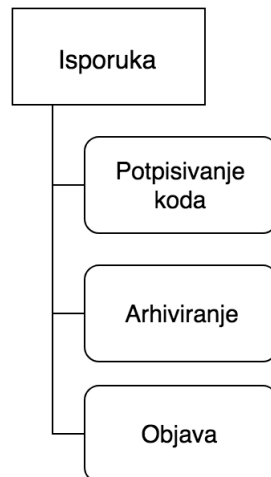 Isporuka
Potpisivanje
koda
Arhiviranje
Objava